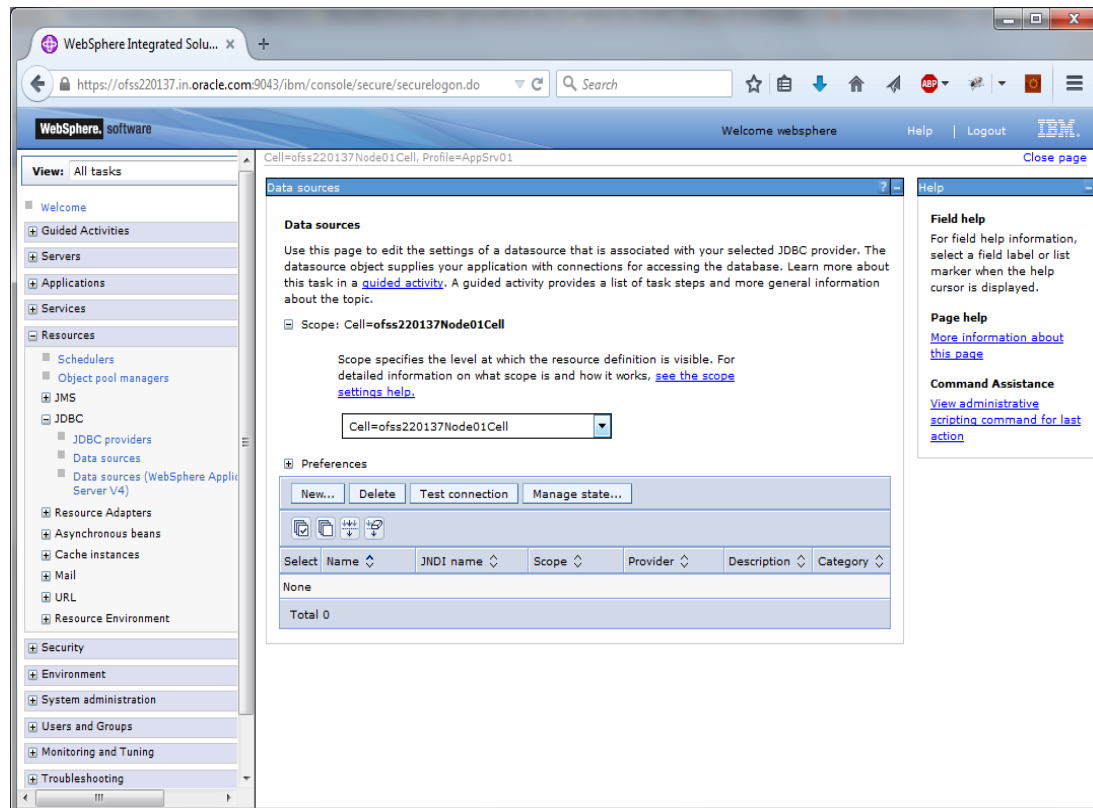 WebSphere Integrated Solu...
https://ofss220137.in.oracle.com:9043/ibm/console/secure/securelogon.do
Search
ABP
WebSphere. software
Welcome websphere
Help | Logout
IBM.
View: All tasks
Welcome
Guided Activities
Servers
Applications
Services
Resources
Schedulers
Object pool managers
JMS
JDBC
JDBC providers
Data sources
Data sources (WebSphere Applic
Server V4)
Resource Adapters
Asynchronous beans
Cache instances
Mail
URL
Resource Environment
Security
Environment
System administration
Users and Groups
Monitoring and Tuning
Troubleshooting
Cell=ofss220137Node01Cell, Profile=AppSrv01
Close page
Data sources
? -
Data sources
Use this page to edit the settings of a datasource that is associated with your selected JDBC provider. The
datasource object supplies your application with connections for accessing the database. Learn more about
this task in a guided activity. A guided activity provides a list of task steps and more general information
about the topic.
Scope: Cell=ofss220137Node01Cell
Scope specifies the level at which the resource definition is visible. For
detailed information on what scope is and how it works, see the scope
settings help.
Cell=ofss220137Node01Cell
Preferences
New... Delete Test connection Manage state...
Select Name JNDI name Scope Provider Description Category
None
Total 0
Help
Field help
For field help information,
select a field label or list
marker when the help
cursor is displayed.
Page help
More information about
this page
Command Assistance
View administrative
scripting command for last
action